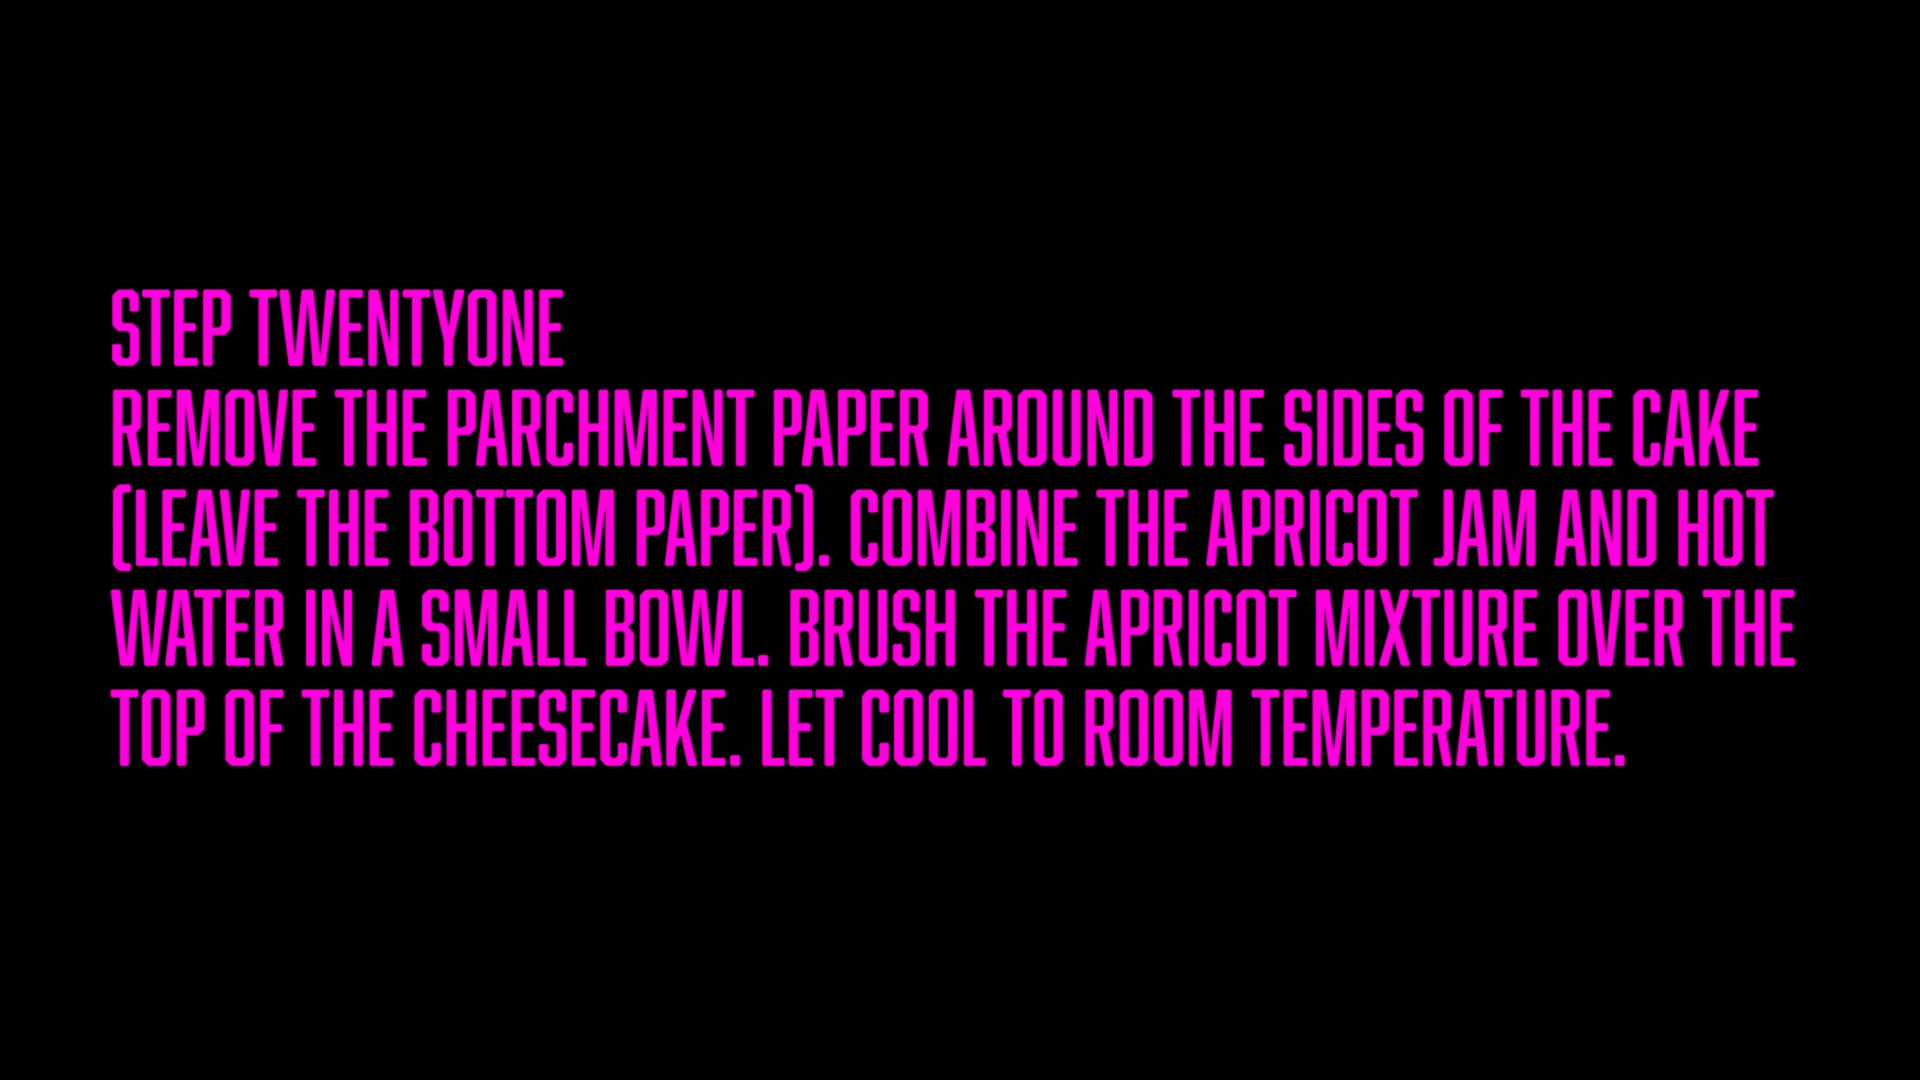 STEP TWENTYONE
REMOVE THE PARCHMENT PAPER AROUND THE SIDES OF THE CAKE
(LEAVE THE BOTTOM PAPER). COMBINE THE APRICOT JAM AND HOT
WATER IN A SMALL BOWL. BRUSH THE APRICOT MIXTURE OVER THE
TOP OF THE CHEESECAKE. LET COOL TO ROOM TEMPERATURE.